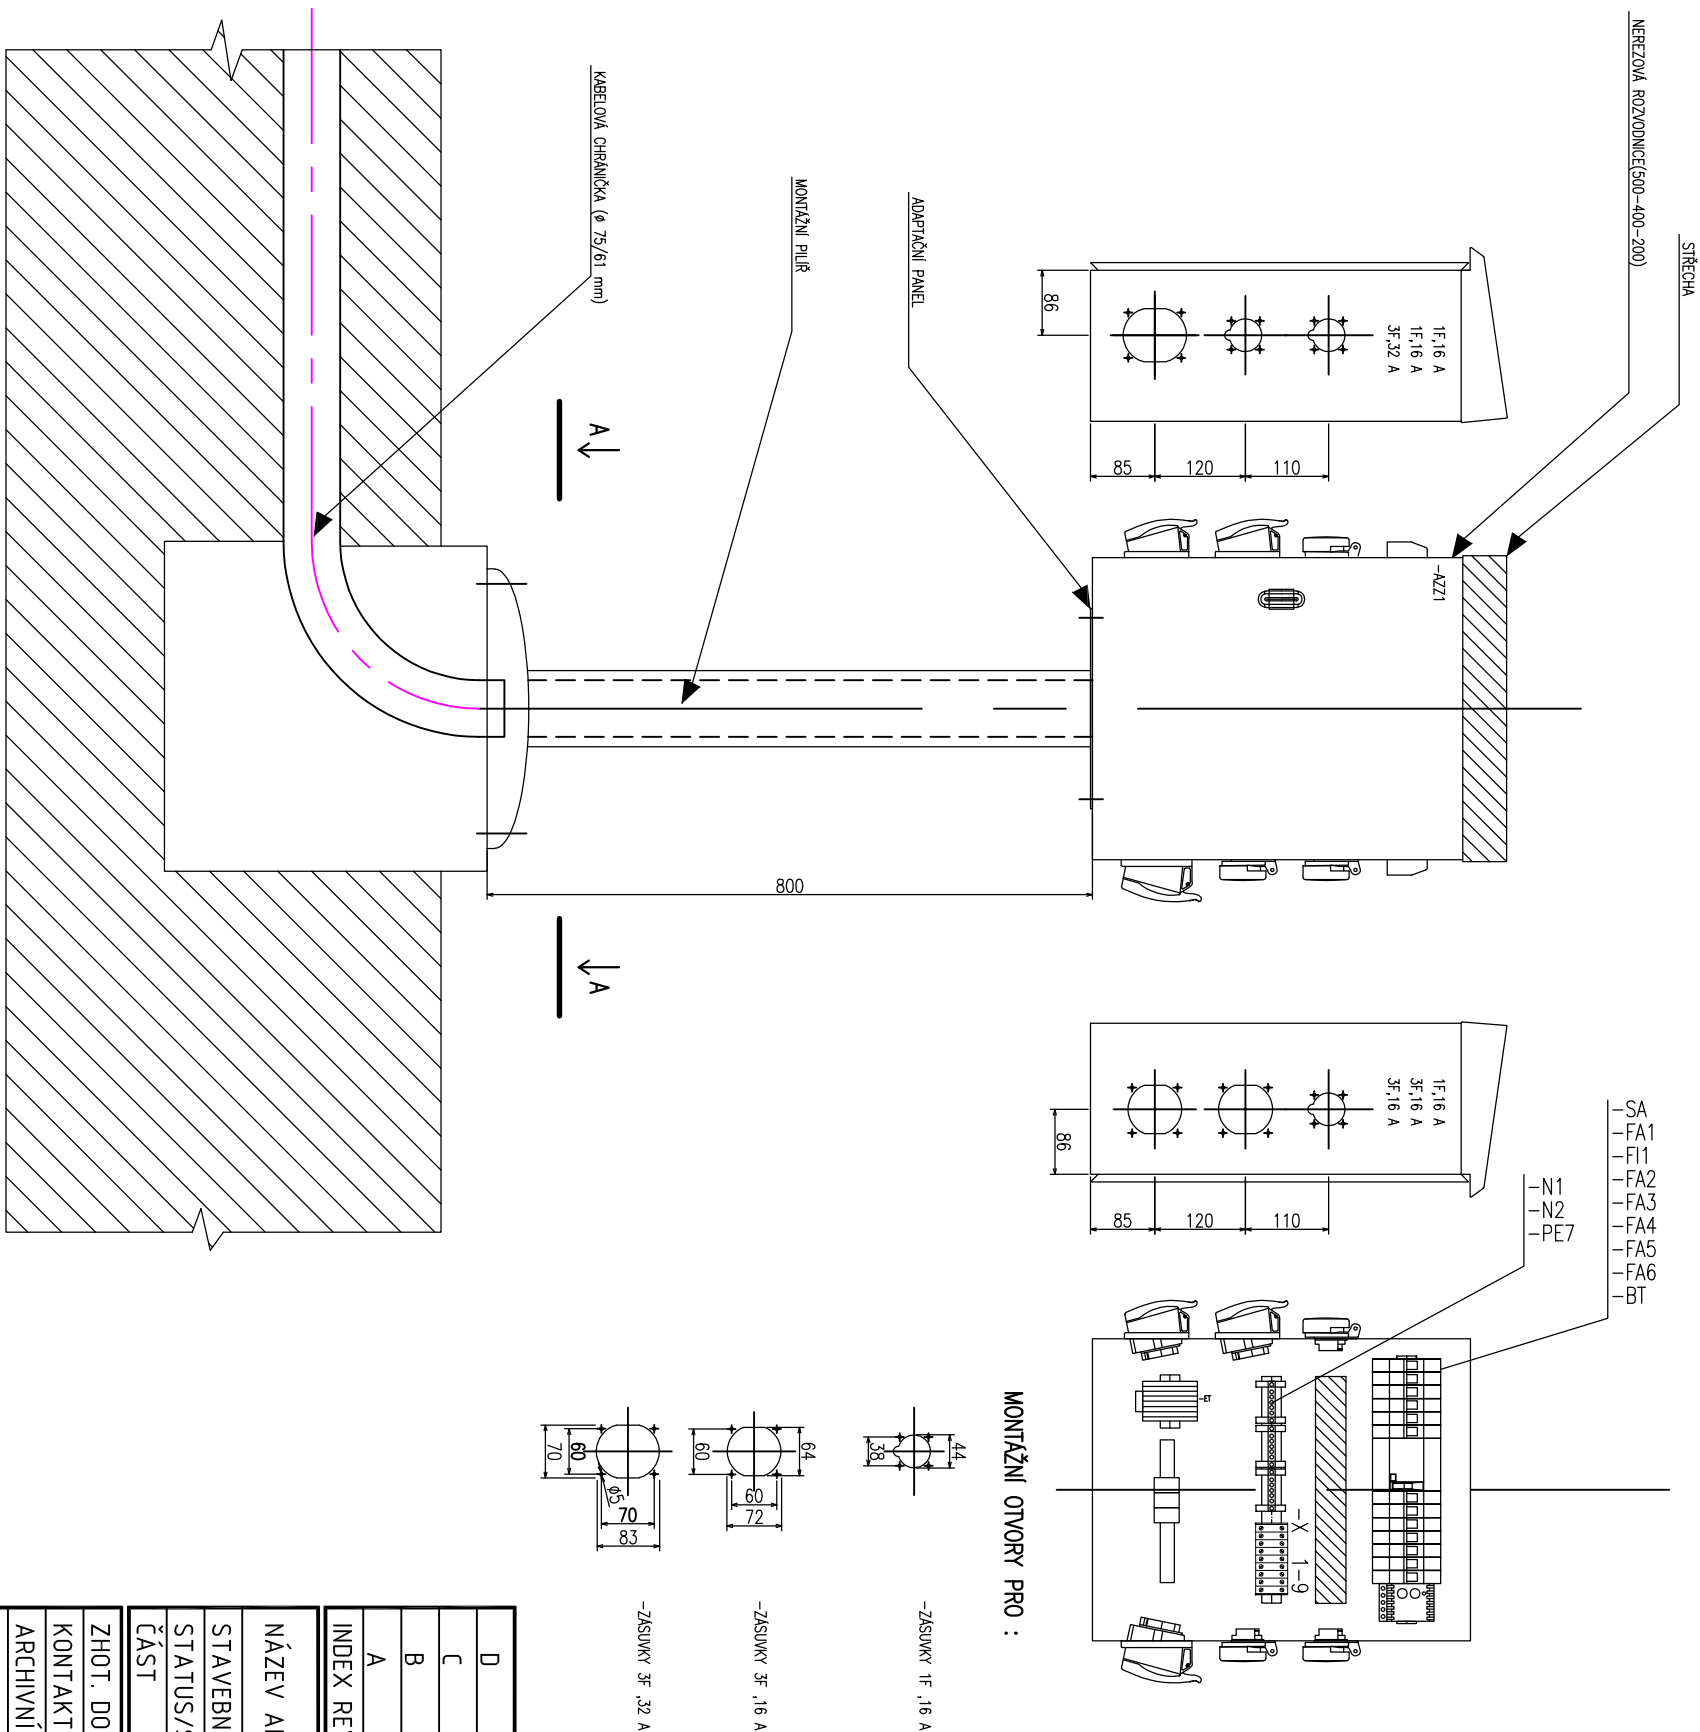 STŘECHA
NEREZOVÁ ROZVODNICE(500-400-200)
1F,16 A
1F,16 A
3F,32 A
86
85
120
110
-AZZ1
ADAPTAČNÍ PANEL
MONTÁŽNÍ PILÍŘ
KABELOVÁ CHRÁNIČKA (ø 75/61 mm)
A
A
800
1F,16 A
3F,16 A
3F,16 A
86
85
120
110
-SA
-FA1
-FI1
-FA2
-FA3
-FA4
-FA5
-FA6
-BT
-N1
-N2
-PE7
-ET
-X 1-9
MONTÁŽNÍ OTVORY PRO :
44
38
-ZÁSUVKY 1F ,16 A
64
60
60
72
-ZÁSUVKY 3F ,16 A
60
70
ø5
70
83
-ZÁSUVKY 3F ,32 A
D
C
B
A
INDEX RE
NÁZEV A
STAVEBN
STATUS/
ČÁST
ZHOT. DO
KONTAKT
ARCHIVNÍ